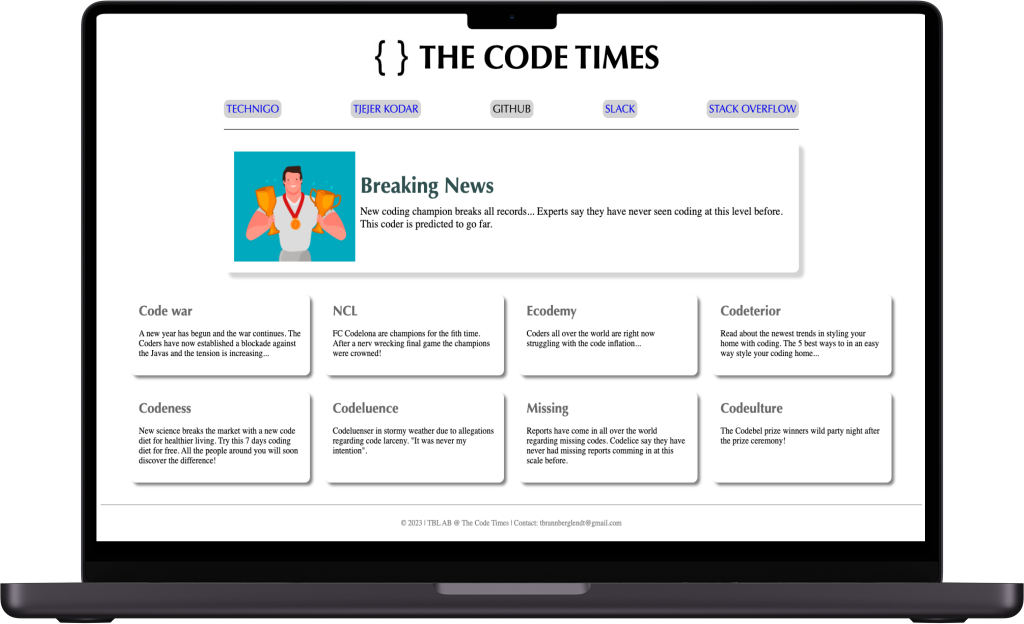 { } THE CODE TIMES
TECHNIGO TJEJER KODAR GITHUB SLACK STACK OVERFLOW
Breaking News
New coding champion breaks all records... Experts say they have never seen coding at this level before.
This coder is predicted to go far.
Code war
A new year has begun and the war continues. The
Coders have now established a blockade against
the Javas and the tension is increasing...
NCL
FC Codelona are champions for the fith time.
After a nerv wrecking final game the champions
were crowned!
Ecodemy
Coders all over the world are right now
struggling with the code inflation...
Codeterior
Read about the newest trends in styling your
home with coding. The 5 best ways to in an easy
way style your coding home...
Codeness
New science breaks the market with a new code
diet for healthier living. Try this 7 days coding
diet for free. All the people around you will soon
discover the difference!
Codeluence
Codeluenser in stormy weather due to allegations
regarding code larceny. "It was never my
intention".
Missing
Reports have come in all over the world
regarding missing codes. Codelice say they have
never had missing reports comming in at this
scale before.
Codeulture
The Codebel prize winners wild party night after
the prize ceremony!
© 2023 | TBL AB @ The Code Times | Contact: tbrannberglendt@gmail.com